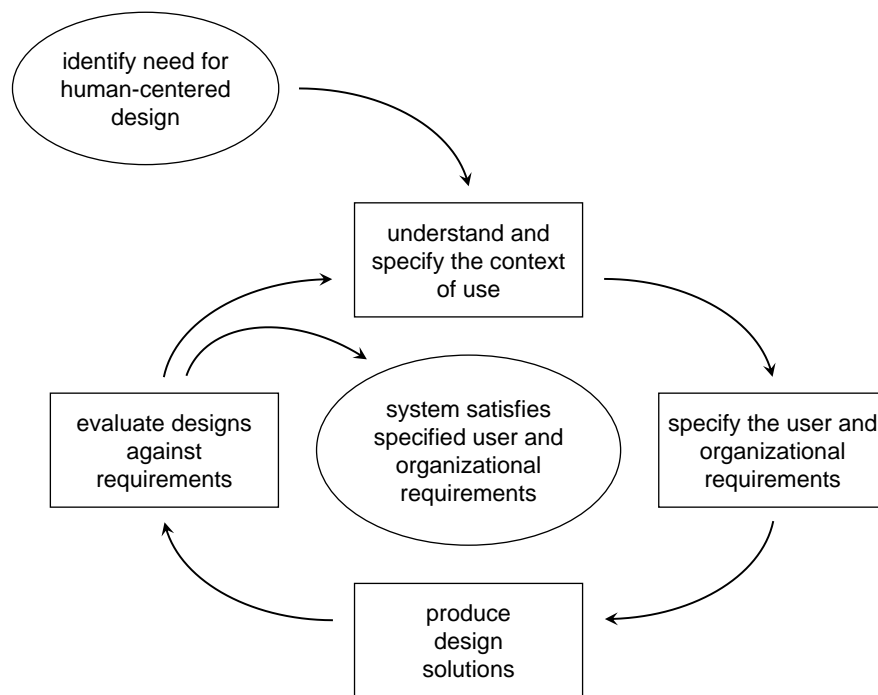 identify need for
human-centered
design
understand and
specify the context
of use
evaluate designs
against
requirements
system satisfies
specified user and
organizational
requirements
specify the user and
organizational
requirements
produce
design
solutions